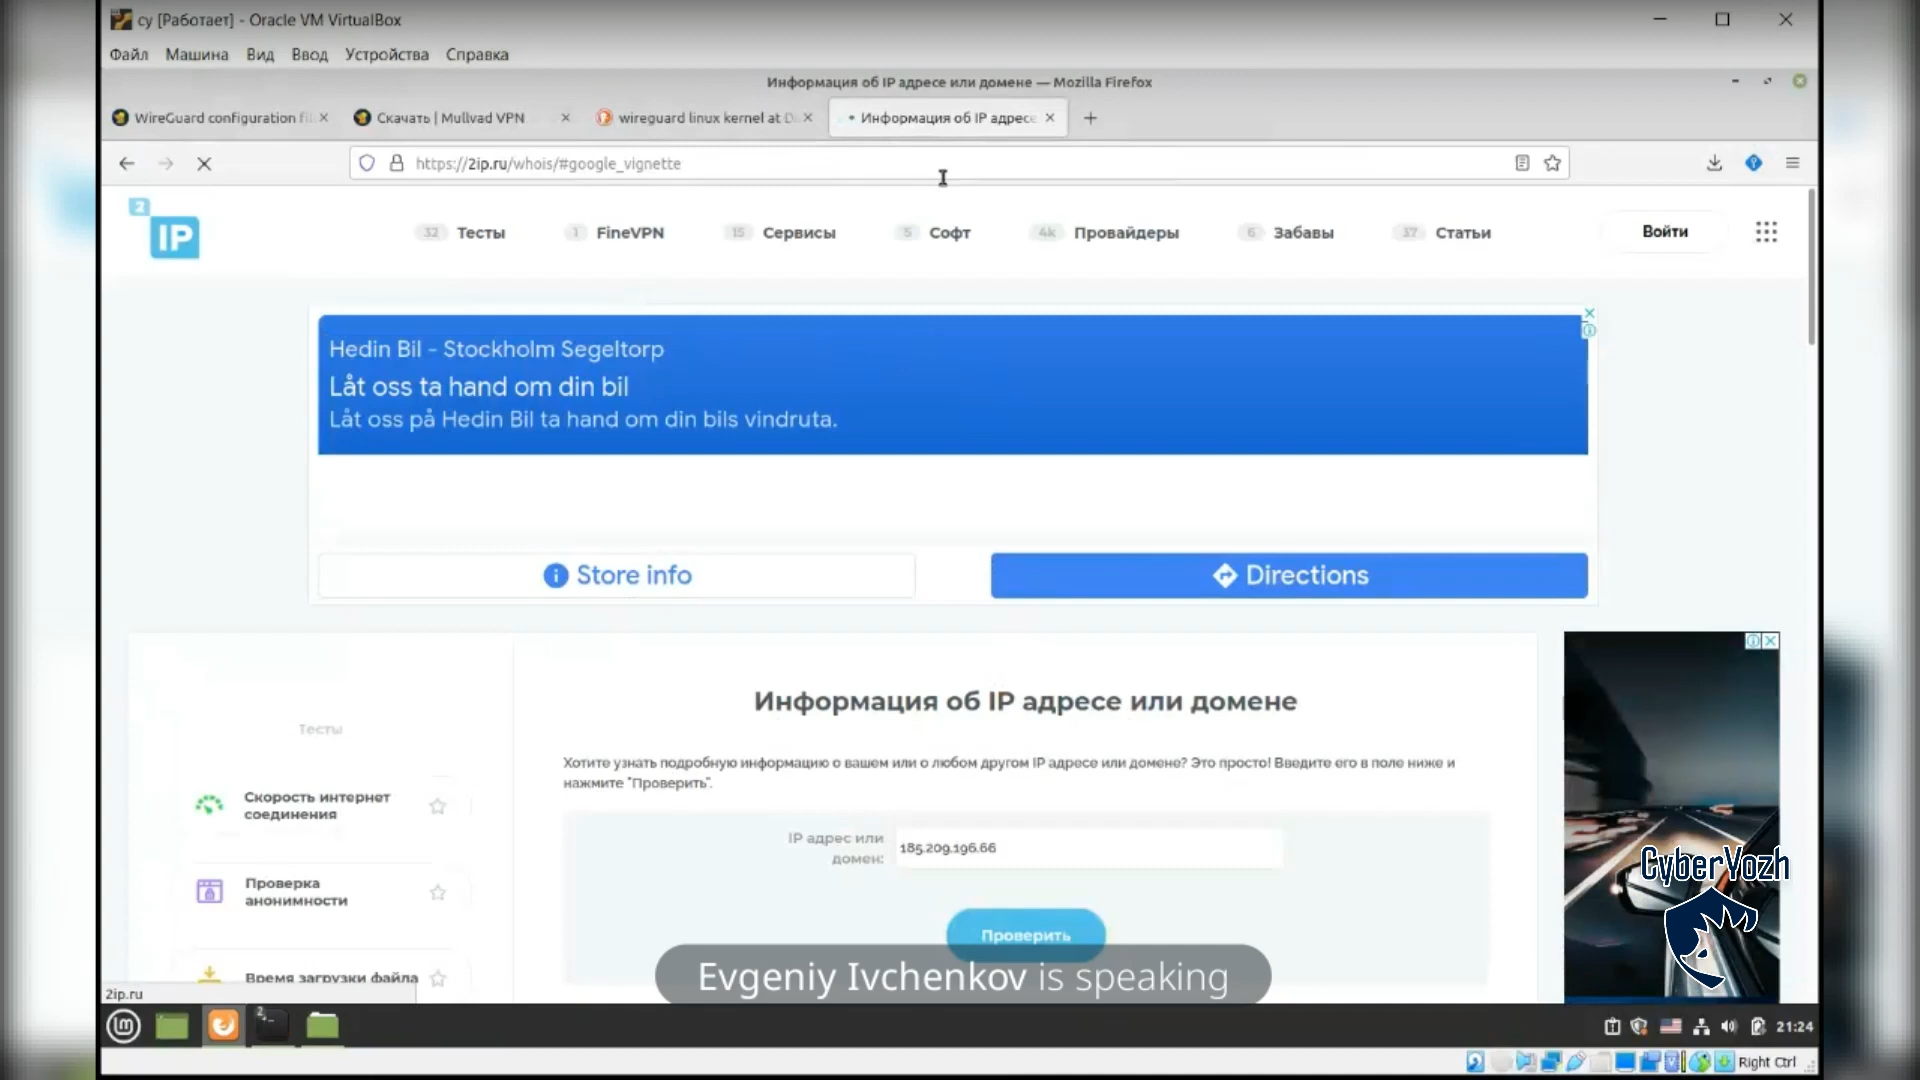 су [Работает] - Oracle VM VirtualBox
Файл Машина Вид Ввод Устройства Справка
Информация об IP адресе или домене — Mozilla Firefox
WireGuard configuration fi
Скачать | Mullvad VPN
wireguard linux kernel at D
Информация об IP адресе
https://2ip.ru/whois/#google_vignette
2
IP
32 Тесты
1 FineVPN
15 Сервисы
5 Софт
4k Провайдеры
6 Забавы
37 Статьи
Войти
Hedin Bil - Stockholm Segeltorp
Låt oss ta hand om din bil
Låt oss på Hedin Bil ta hand om din bils vindruta.
Store info
Directions
Тесты
Скорость интернет
соединения
Проверка
анонимности
Время загрузки файла
Информация об IP адресе или домене
Хотите узнать подробную информацию о вашем или о любом другом IP адресе или домене? Это просто! Введите его в поле ниже и
нажмите "Проверить".
IP адрес или
домен:
185.209.196.66
Проверить
CyberYozh
Evgeniy Ivchenkov is speaking
2ip.ru
21:24
Right Ctrl